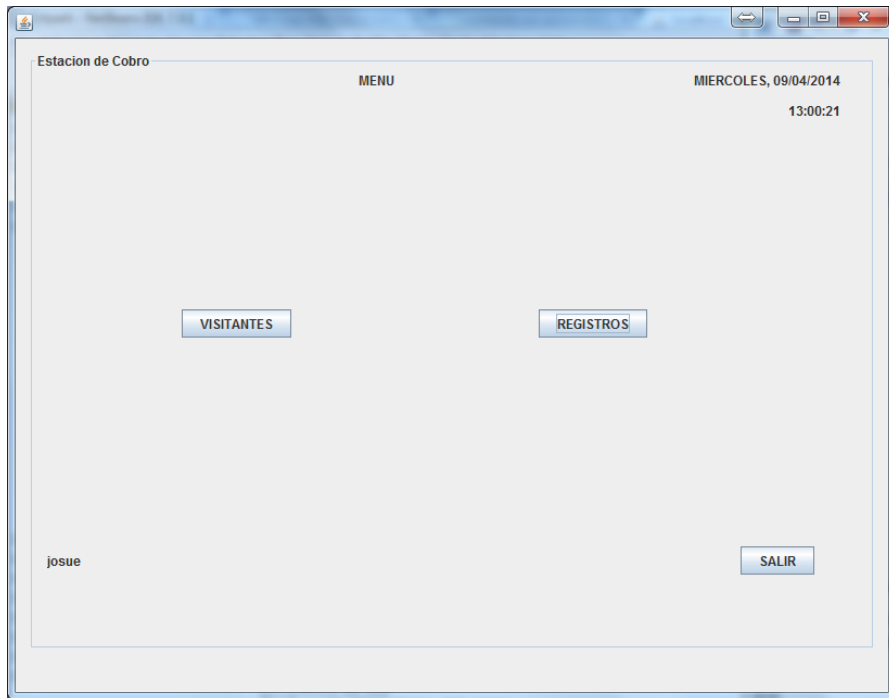 Estacion de Cobro
MENU
MIERCOLES, 09/04/2014
13:00:21
VISITANTES
REGISTROS
josue
SALIR